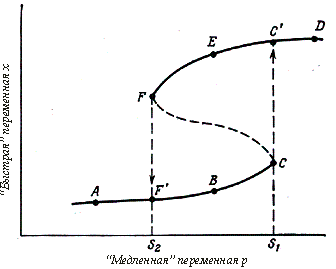 C' D
E
F
C
"Быстрая" переменная x
A F' B
S₂ S₁
"Медленная" переменная p